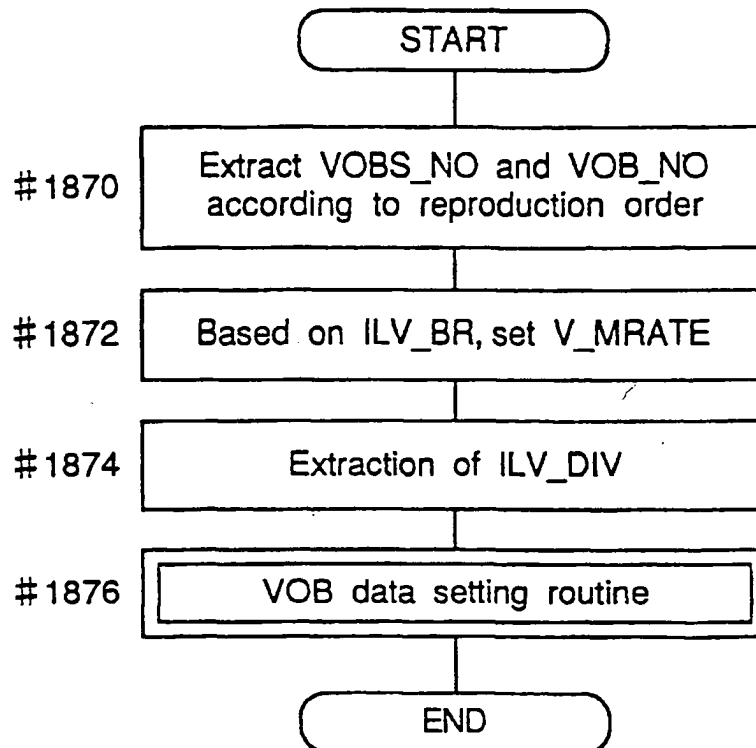 START
#1870
Extract VOBS_NO and VOB_NO
according to reproduction order
#1872
Based on ILV_BR, set V_MRATE
#1874
Extraction of ILV_DIV
#1876
VOB data setting routine
END